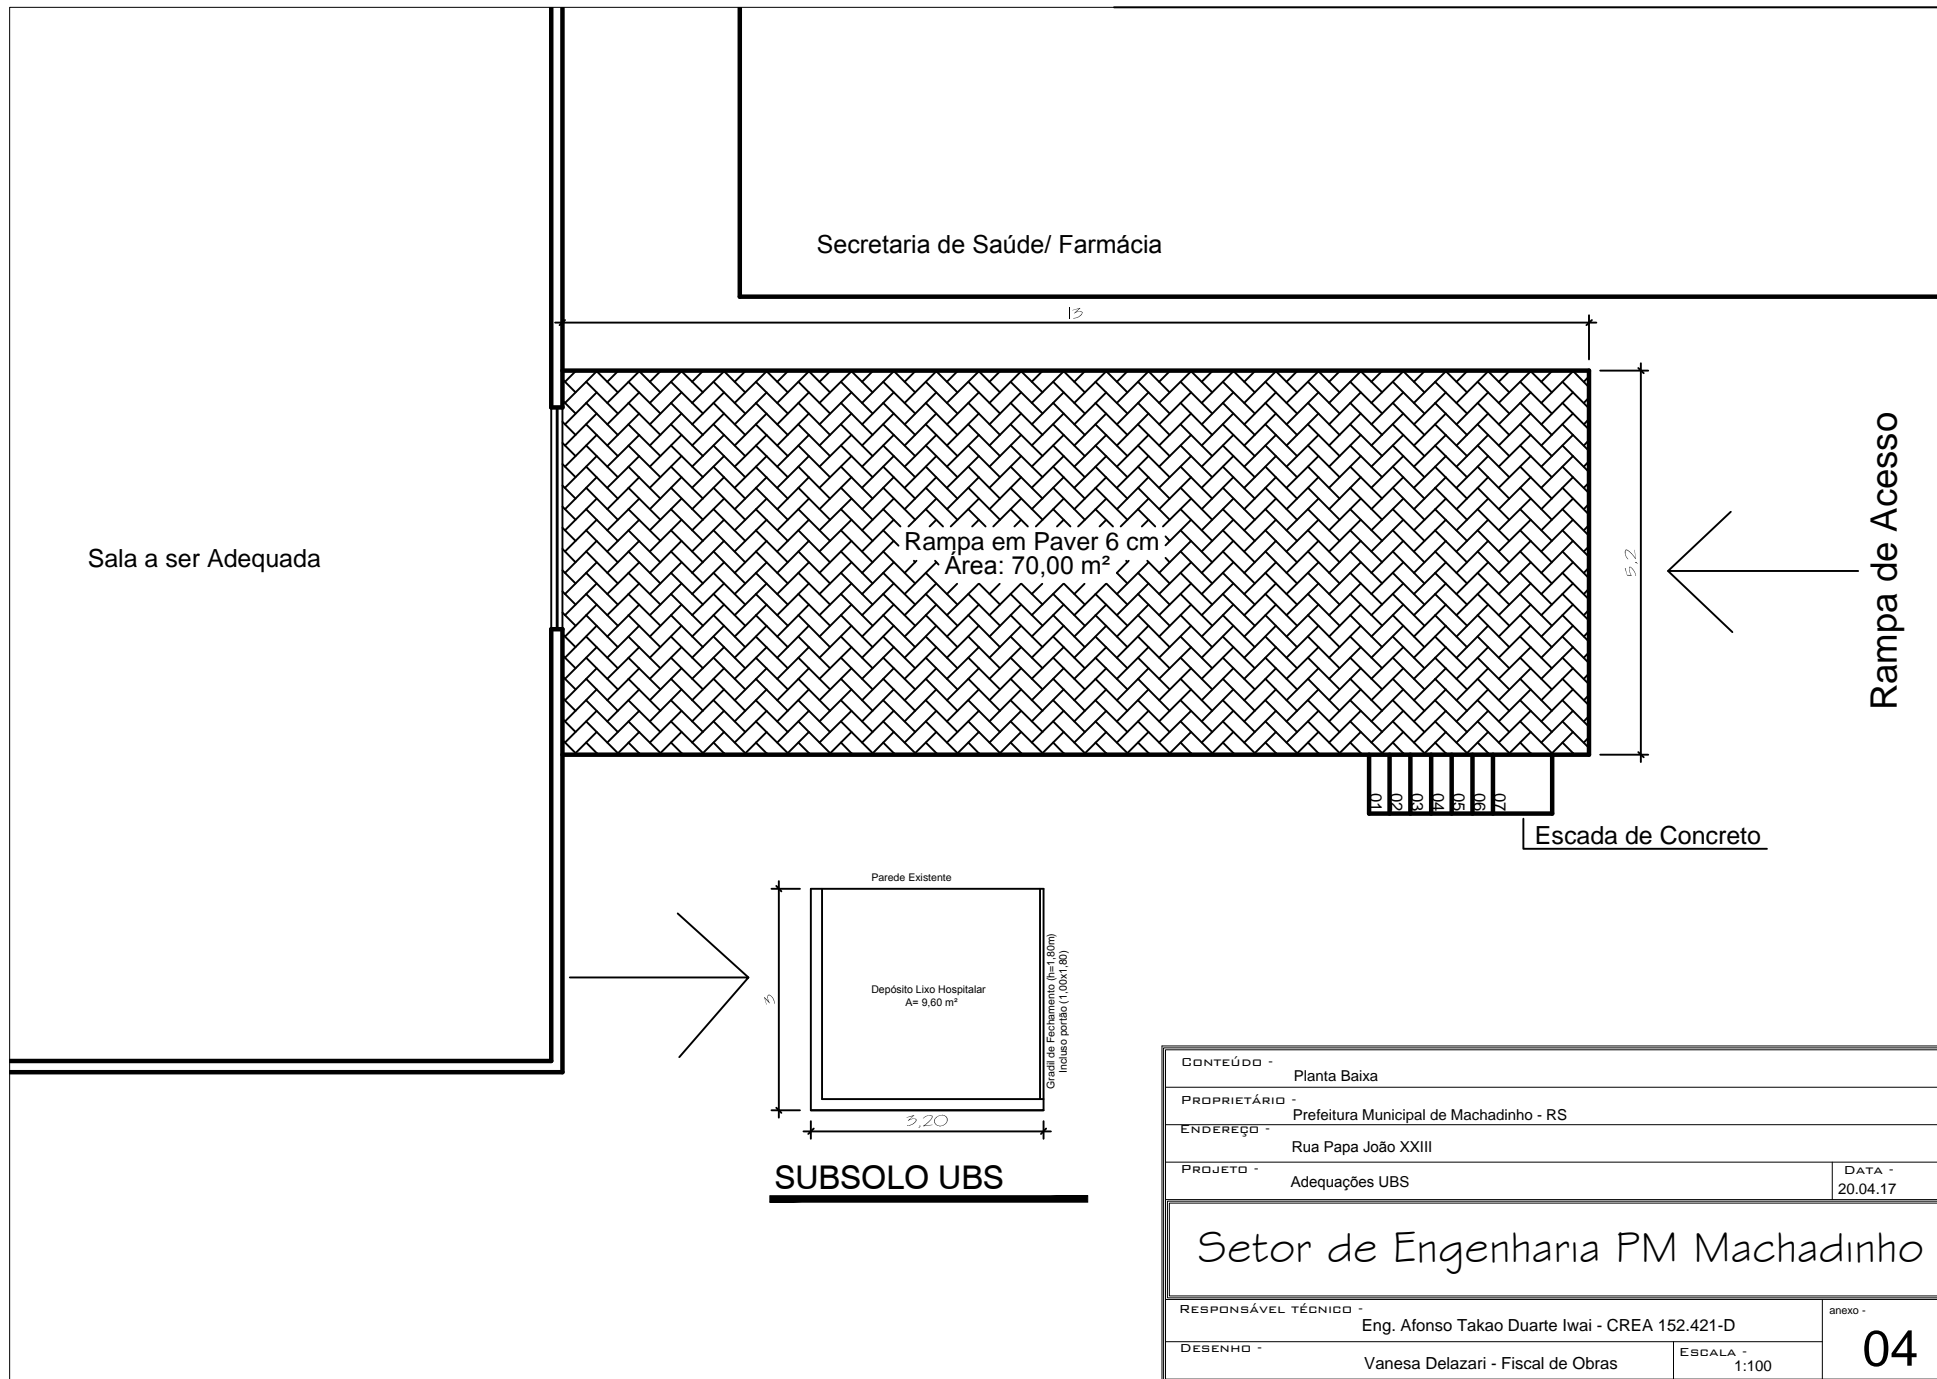 Secretaria de Saúde/ Farmácia
13
Rampa em Paver 6 cm
Área: 70,00 m²
Sala a ser Adequada
5,2
Rampa de Acesso
01
02
03
04
05
06
07
Escada de Concreto
Parede Existente
Depósito Lixo Hospitalar
A= 9,60 m²
Gradil de Fechamento (h=1,80m)
Incluso portão (1,00x1,80)
3
3,20
SUBSOLO UBS
CONTEÚDO -
Planta Baixa
PROPRIETÁRIO -
Prefeitura Municipal de Machadinho - RS
ENDEREÇO -
Rua Papa João XXIII
PROJETO -
Adequações UBS
DATA -
20.04.17
Setor de Engenharia PM Machadinho
RESPONSÁVEL TÉCNICO -
Eng. Afonso Takao Duarte Iwai - CREA 152.421-D
anexo -
04
DESENHO -
Vanesa Delazari - Fiscal de Obras
ESCALA -
1:100